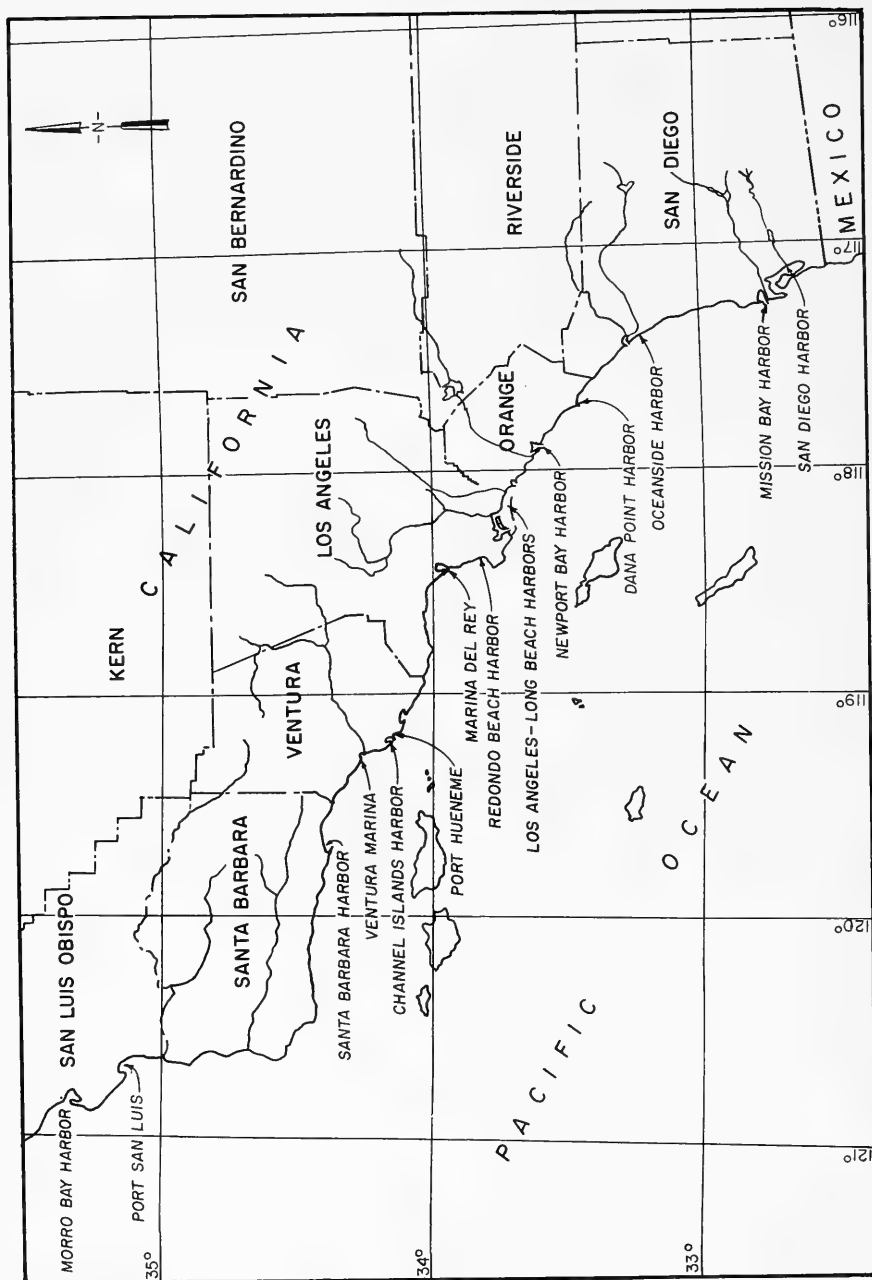 MORRO BAY HARBOR
PORT SAN LUIS
SAN LUIS OBISPO
KERN
SAN BERNARDINO
-N-
CALIFORNIA
SANTA BARBARA
VENTURA
LOS ANGELES
ORANGE
RIVERSIDE
SAN DIEGO
MEXICO
SANTA BARBARA HARBOR
VENTURA MARINA
CHANNEL ISLANDS HARBOR
PORT HUENEME
MARINA DEL REY
REDONDO BEACH HARBOR
LOS ANGELES-LONG BEACH HARBORS
NEWPORT BAY HARBOR
DANA POINT HARBOR
OCEANSIDE HARBOR
MISSION BAY HARBOR
SAN DIEGO HARBOR
PACIFIC
OCEAN
35°
34°
33°
121°
120°
119°
118°
117°
116°